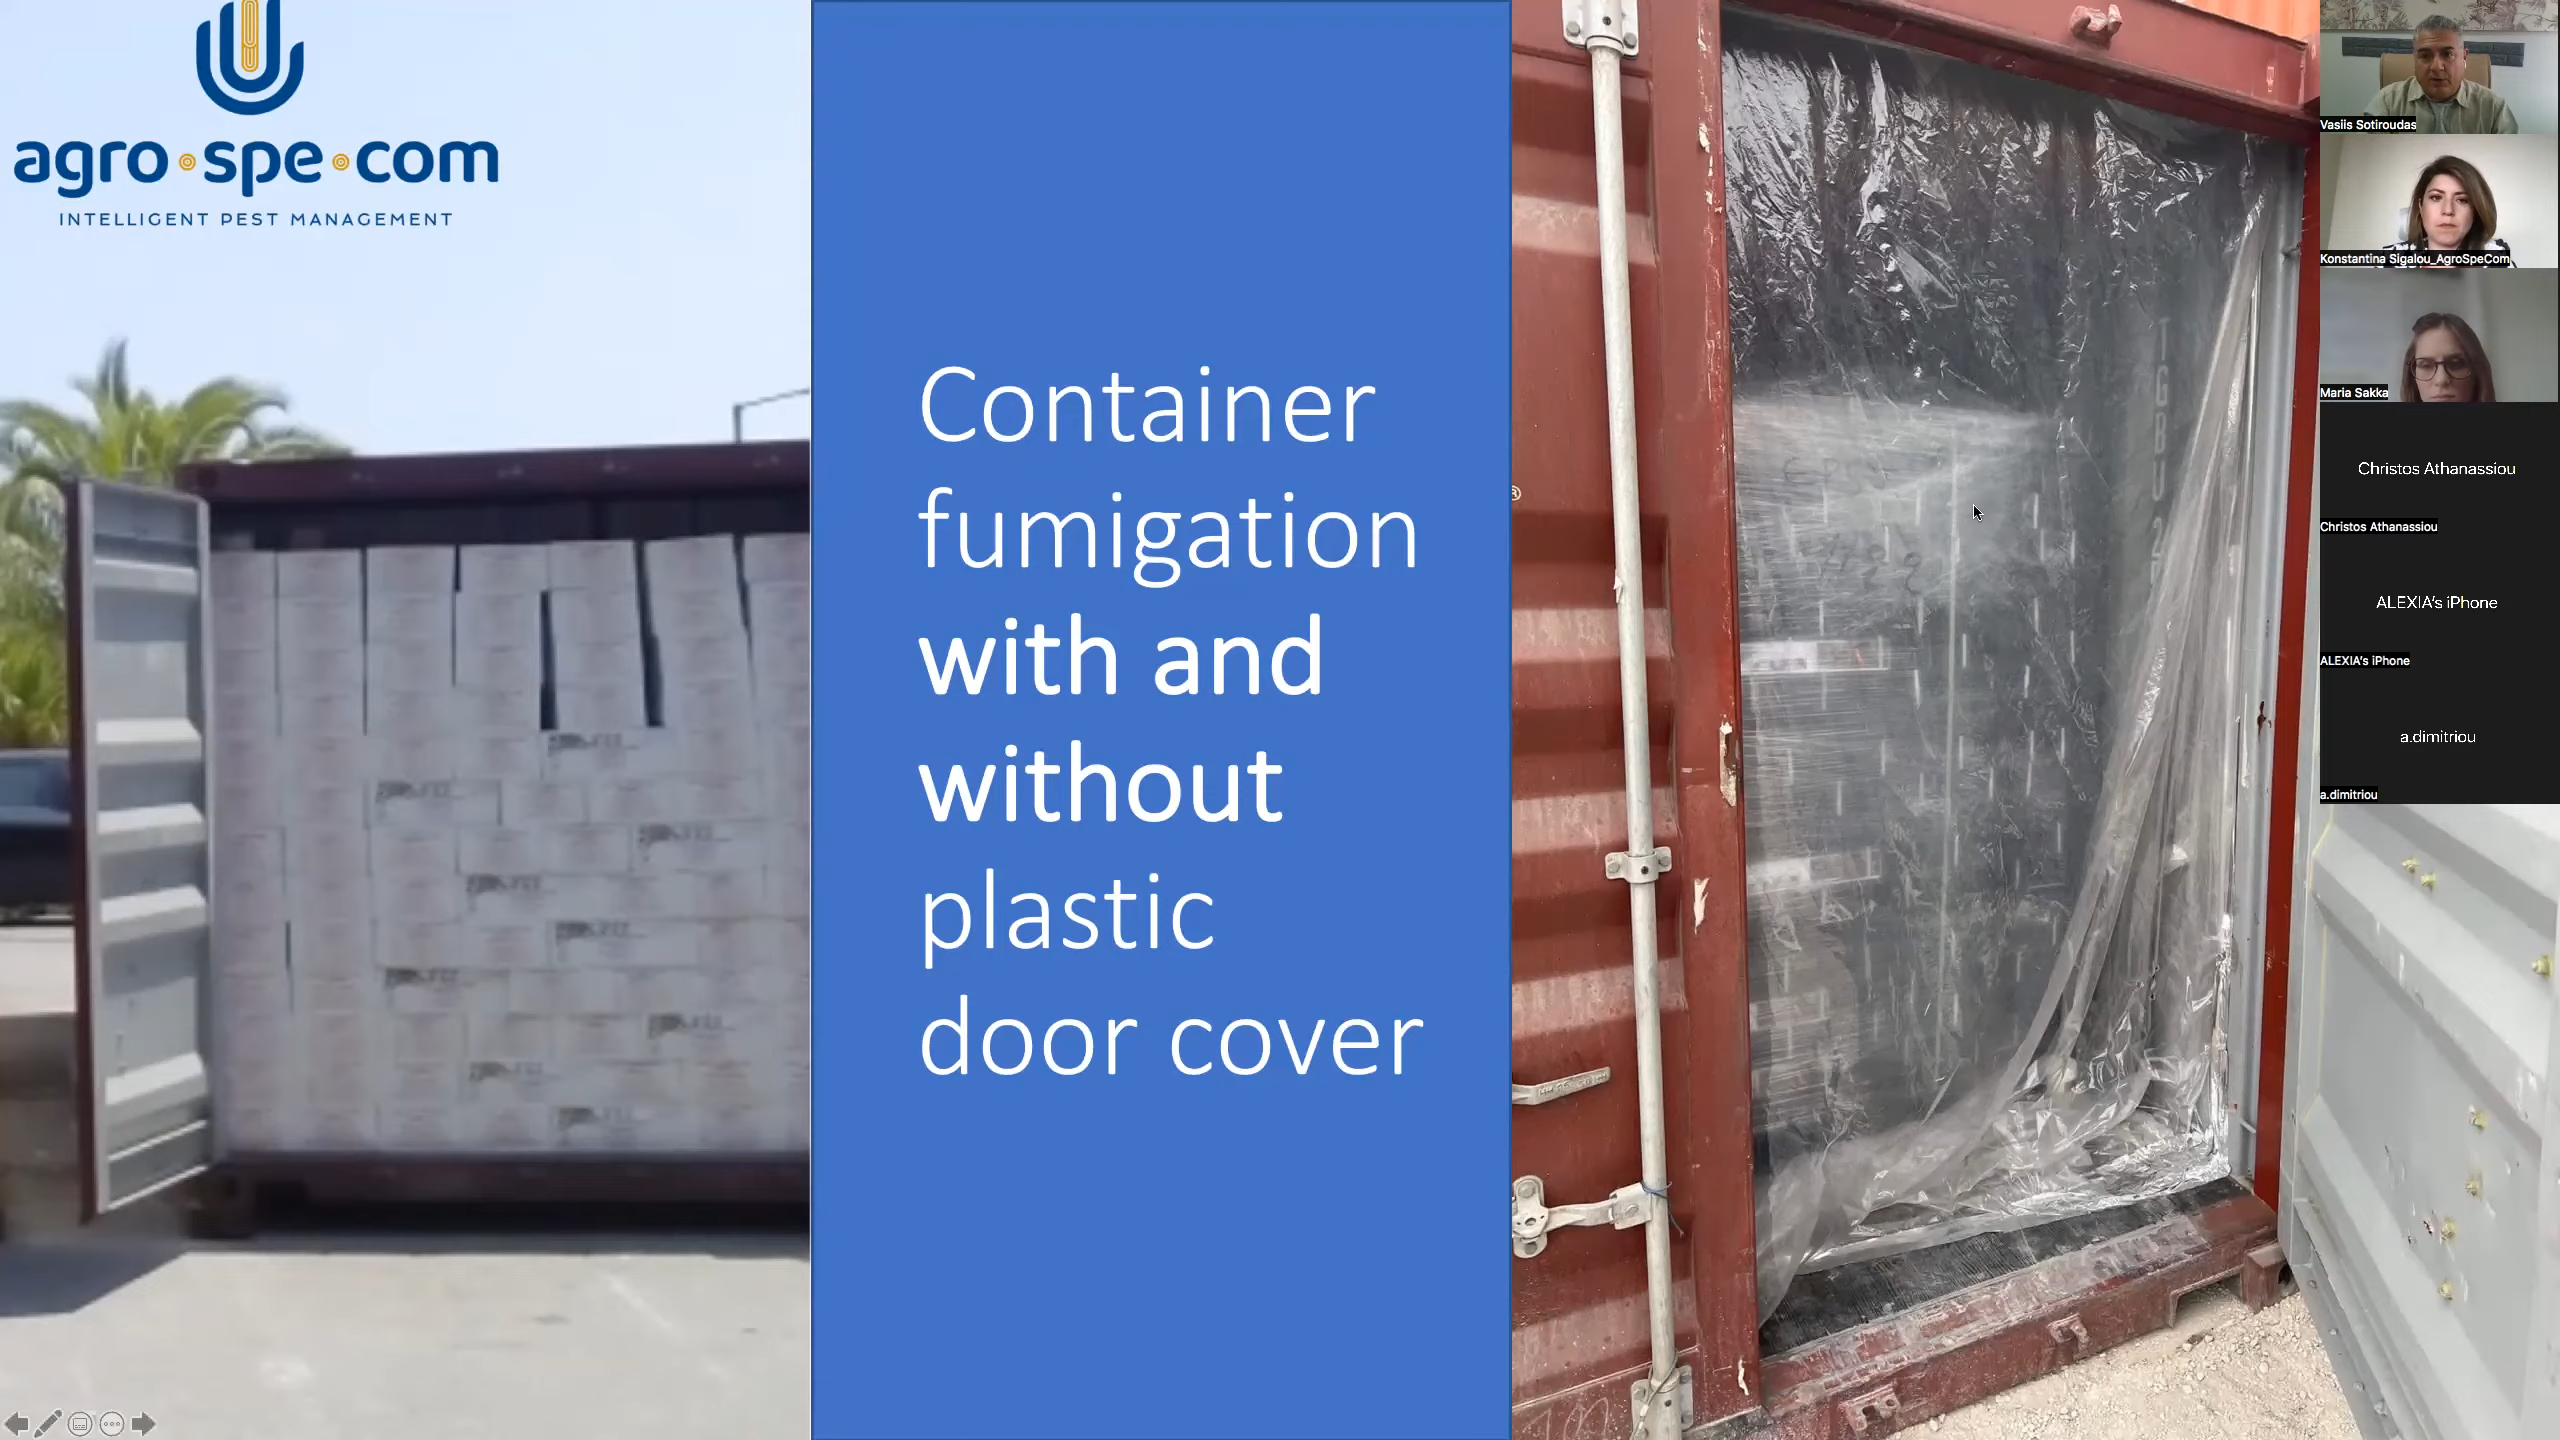 agro•spe•com
INTELLIGENT PEST MANAGEMENT
Container
fumigation
with and
without
plastic
door cover
®
Vasiis Sotiroudas
Konstantina Sigalou_AgroSpeCom
Maria Sakka
Christos Athanassiou
Christos Athanassiou
ALEXIA's iPhone
ALEXIA's iPhone
a.dimitriou
a.dimitriou